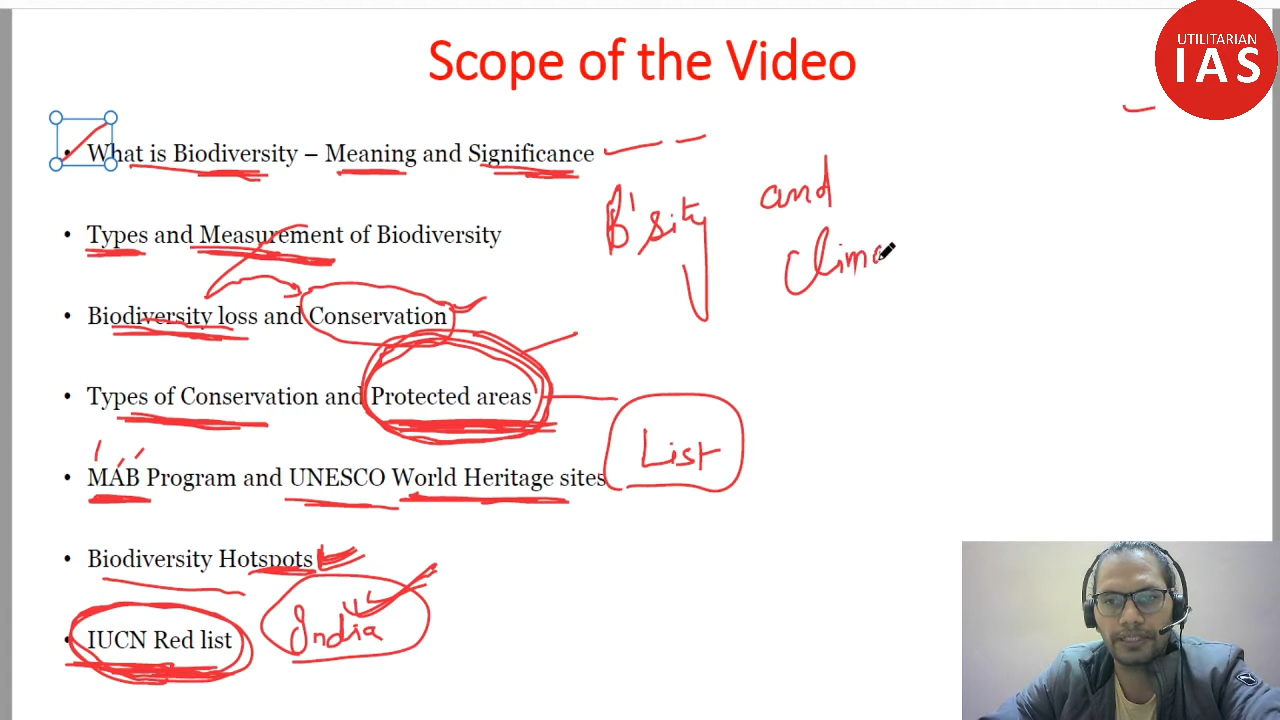 Scope of the Video
UTILITARIAN
IAS
• What is Biodiversity – Meaning and Significance
B'sity and
Clima
• Types and Measurement of Biodiversity
• Biodiversity loss and Conservation
• Types of Conservation and Protected areas
List
• MAB Program and UNESCO World Heritage sites
• Biodiversity Hotspots
India
• IUCN Red list